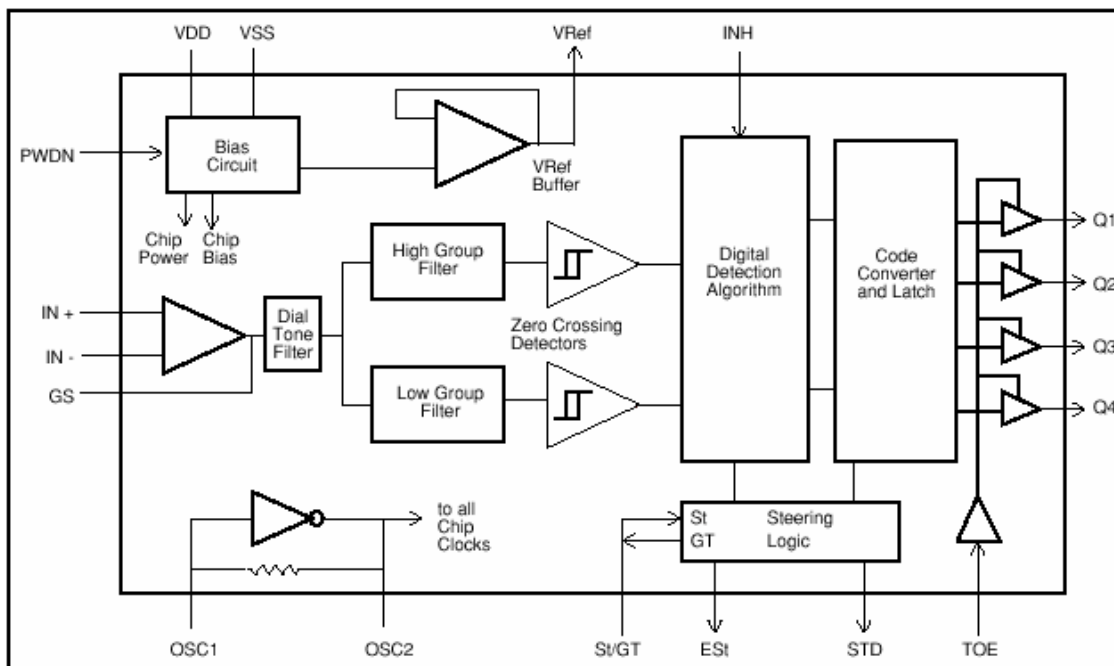 VDD
VSS
VRef
INH
PWDN
Bias
Circuit
VRef
Buffer
Chip
Power
Chip
Bias
High Group
Filter
Digital
Detection
Algorithm
Code
Converter
and Latch
Q1
Q2
Q3
Q4
IN +
IN -
GS
Dial
Tone
Filter
Zero Crossing
Detectors
Low Group
Filter
to all
Chip
Clocks
St
GT
Steering
Logic
OSC1
OSC2
St/GT
ESt
STD
TOE